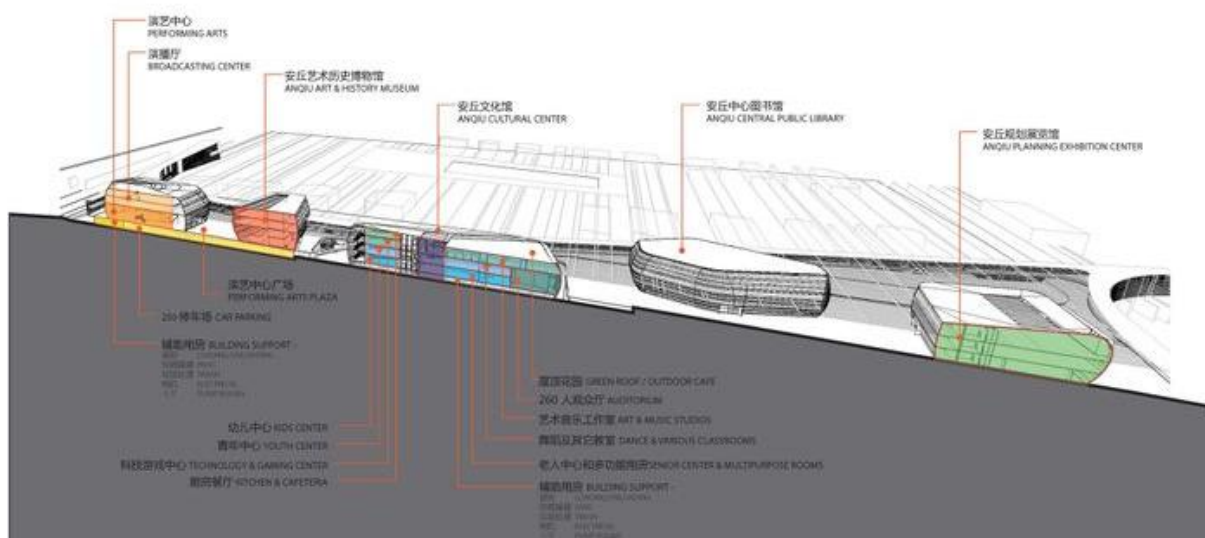 演艺中心
PERFORMING ARTS
演播厅
BROADCASTING CENTER
安丘艺术历史博物馆
ANQIU ART & HISTORY MUSEUM
安丘文化馆
ANQIU CULTURAL CENTER
安丘中心图书馆
ANQIU CENTRAL PUBLIC LIBRARY
安丘规划展览馆
ANQIU PLANNING EXHIBITION CENTER
演艺中心广场
PERFORMING ARTS PLAZA
停车场 CAR PARKING
辅助用房 BUILDING SUPPORT -
幼儿中心 KIDS CENTER
青年中心 YOUTH CENTER
科技游戏中心 TECHNOLOGY & GAMING CENTER
厨房餐厅 KITCHEN & CAFETERIA
屋顶花园 GREEN ROOF / OUTDOOR CAFE
260 人观众厅 AUDITORIUM
艺术音乐工作室 ART & MUSIC STUDIOS
舞蹈及其它教室 DANCE & VARIOUS CLASSROOMS
老人中心和多功能用房 SENIOR CENTER & MULTIPURPOSE ROOMS
辅助用房 BUILDING SUPPORT -